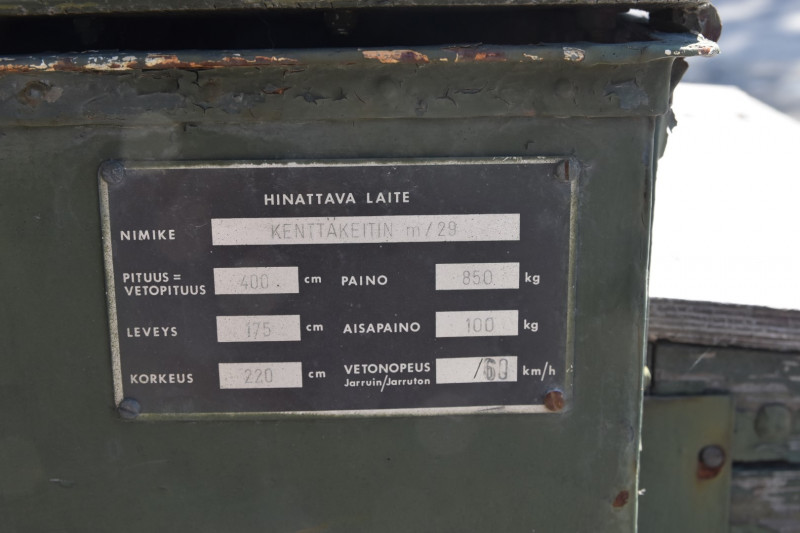 HINATTAVA LAITE
NIMIKE KENTTÄKEITIN m/29
PITUUS = VETOPITUUS 400 cm PAINO 850 kg
LEVEYS 175 cm AISAPAINO 100 kg
KORKEUS 220 cm VETONOPEUS Jarruin/Jarruton /60 km/h